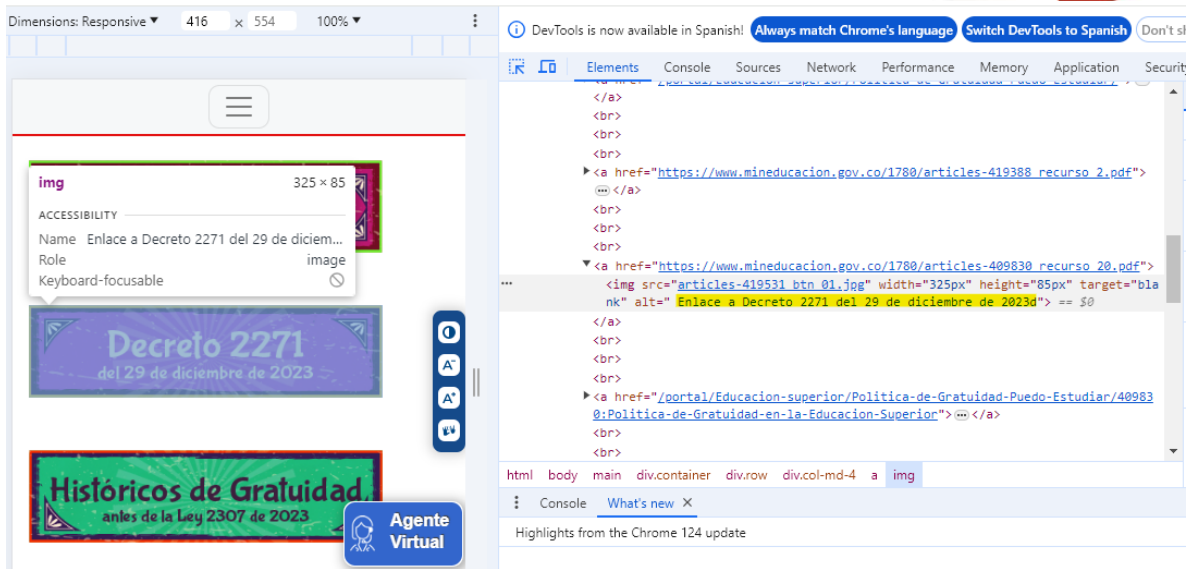 Dimensions: Responsive ▼ 416 x 554 100% ▼
DevTools is now available in Spanish! Always match Chrome's language Switch DevTools to Spanish Don't sh
Elements Console Sources Network Performance Memory Application Security
</a>
<br>
<br>
<br>
<a href="https://www.mineducacion.gov.co/1780/articles-419388_recurso_2.pdf">
</a>
<br>
<br>
<br>
<a href="https://www.mineducacion.gov.co/1780/articles-409830_recurso_20.pdf">
<img src="articles-419531_btn_01.jpg" width="325px" height="85px" target="bla
nk" alt=" Enlace a Decreto 2271 del 29 de diciembre de 2023d"> == $0
</a>
<br>
<br>
<br>
<a href="/portal/Educacion-superior/Politica-de-Gratuidad-Puedo-Estudiar/40983
0:Politica-de-Gratuidad-en-la-Educacion-Superior"> </a>
<br>
<br>
html body main div.container div.row div.col-md-4 a img
Console What's new ×
Highlights from the Chrome 124 update
img 325 × 85
ACCESSIBILITY
Name Enlace a Decreto 2271 del 29 de diciem...
Role image
Keyboard-focusable
Decreto 2271
del 29 de diciembre de 2023
A-
A+
Históricos de Gratuidad
antes de la Ley 2307 de 2023
Agente
Virtual